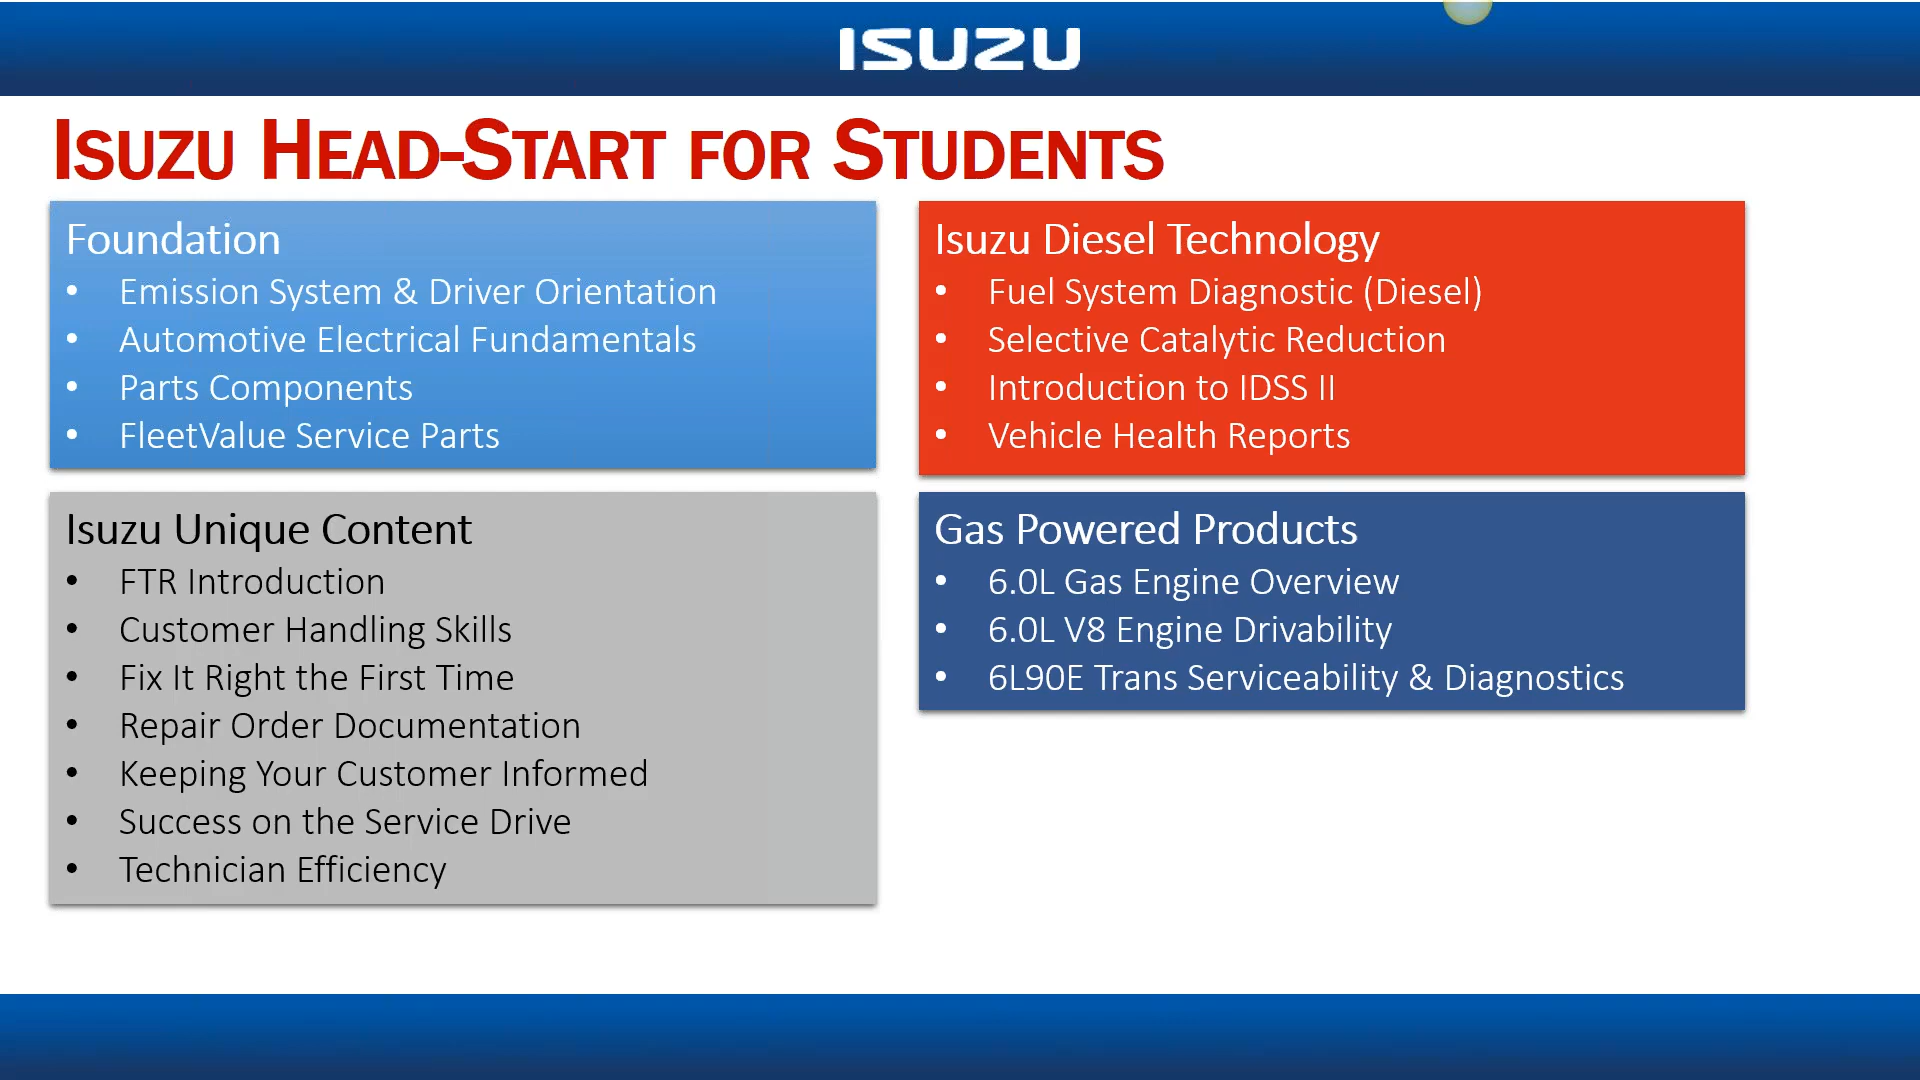 ISUZU
Isuzu Head-Start for Students
Foundation
• Emission System & Driver Orientation
• Automotive Electrical Fundamentals
• Parts Components
• FleetValue Service Parts
Isuzu Diesel Technology
• Fuel System Diagnostic (Diesel)
• Selective Catalytic Reduction
• Introduction to IDSS II
• Vehicle Health Reports
Isuzu Unique Content
• FTR Introduction
• Customer Handling Skills
• Fix It Right the First Time
• Repair Order Documentation
• Keeping Your Customer Informed
• Success on the Service Drive
• Technician Efficiency
Gas Powered Products
• 6.0L Gas Engine Overview
• 6.0L V8 Engine Drivability
• 6L90E Trans Serviceability & Diagnostics